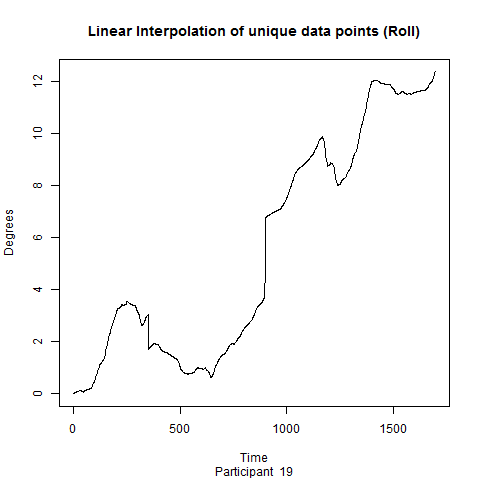 Linear Interpolation of unique data points (Roll)
Degrees
12
10
8
6
4
2
0
0 500 1000 1500
Time
Participant 19